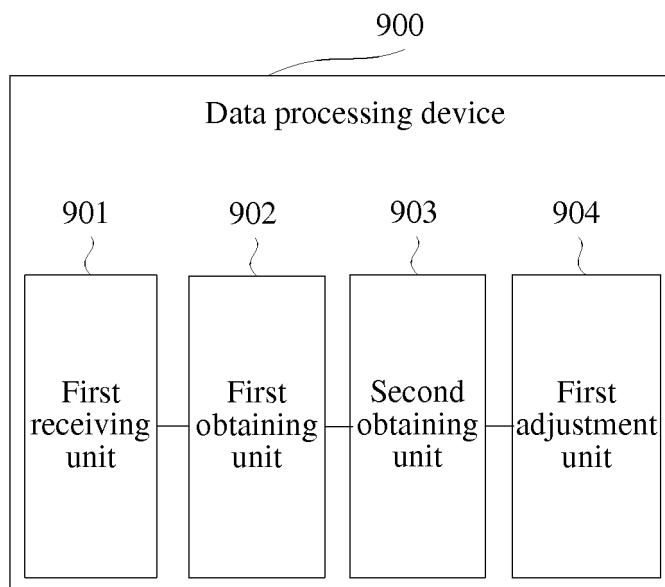 900
Data processing device
901
902
903
904
First
receiving
unit
First
obtaining
unit
Second
obtaining
unit
First
adjustment
unit